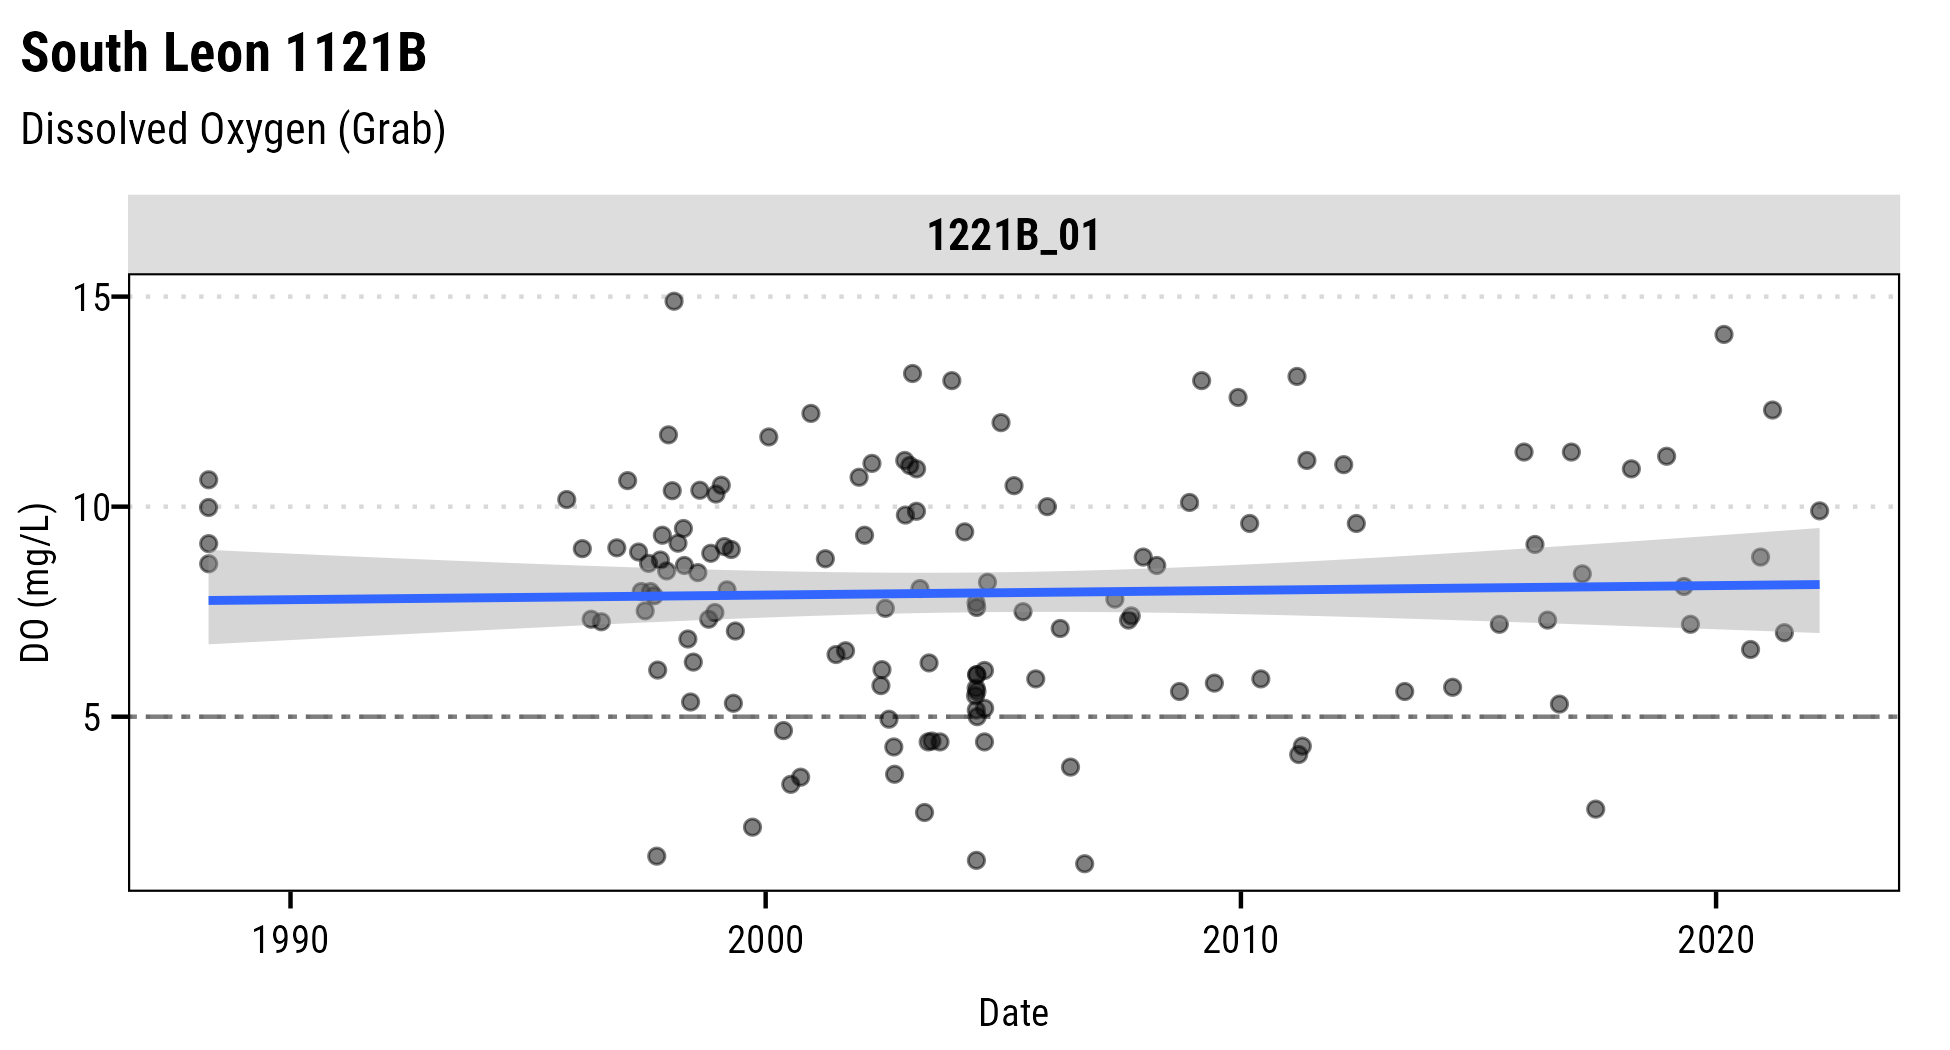 South Leon 1121B
Dissolved Oxygen (Grab)
1221B_01
15
10
5
DO (mg/L)
1990 2000 2010 2020
Date